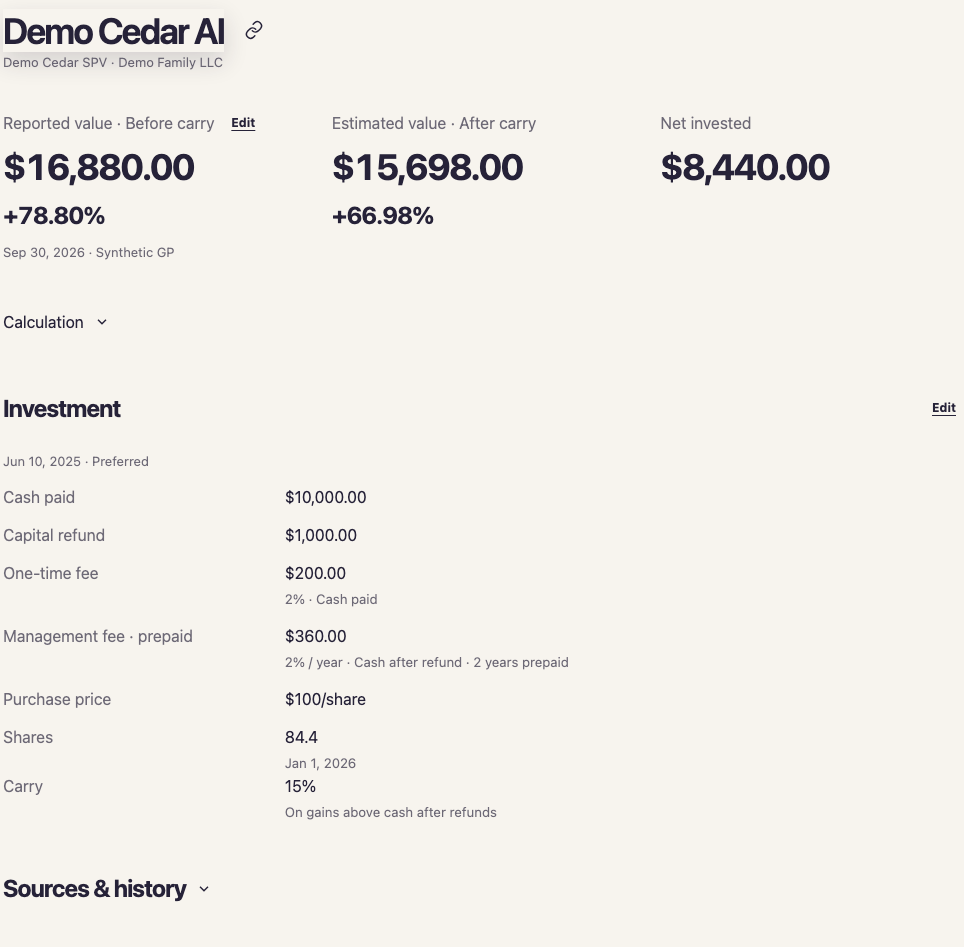 Demo Cedar AI
Demo Cedar SPV · Demo Family LLC
Reported value · Before carry Edit
$16,880.00
+78.80%
Sep 30, 2026 · Synthetic GP
Estimated value · After carry
$15,698.00
+66.98%
Net invested
$8,440.00
Calculation
Investment Edit
Jun 10, 2025 · Preferred
Cash paid $10,000.00
Capital refund $1,000.00
One-time fee $200.00
2% · Cash paid
Management fee · prepaid $360.00
2% / year · Cash after refund · 2 years prepaid
Purchase price $100/share
Shares 84.4
Jan 1, 2026
Carry 15%
On gains above cash after refunds
Sources & history